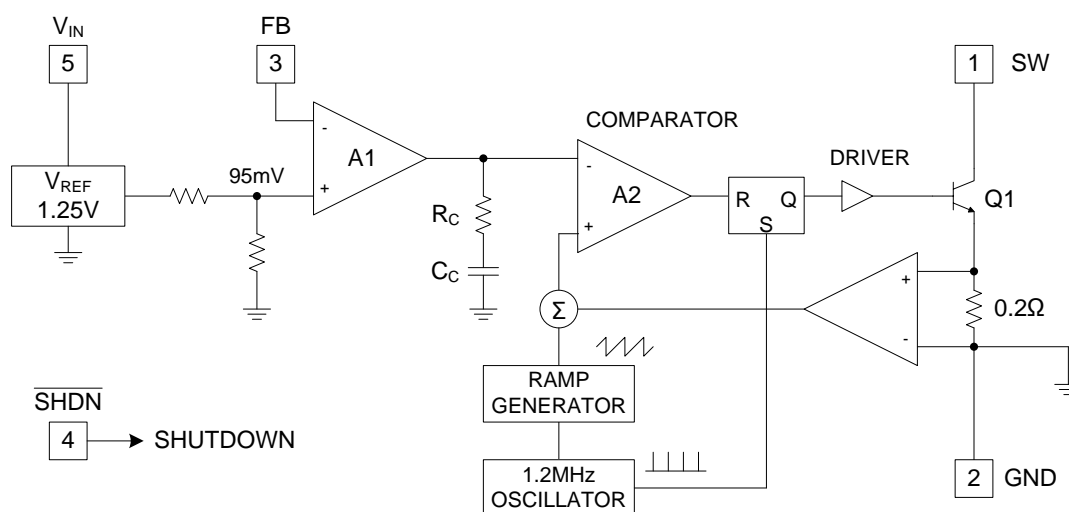 VIN
5
FB
3
1
SW
COMPARATOR
DRIVER
VREF
1.25V
95mV
-
+
A1
-
+
A2
R
Q
S
Q1
RC
CC
Σ
+
-
0.2Ω
RAMP
GENERATOR
SHDN
4
SHUTDOWN
1.2MHz
OSCILLATOR
2
GND